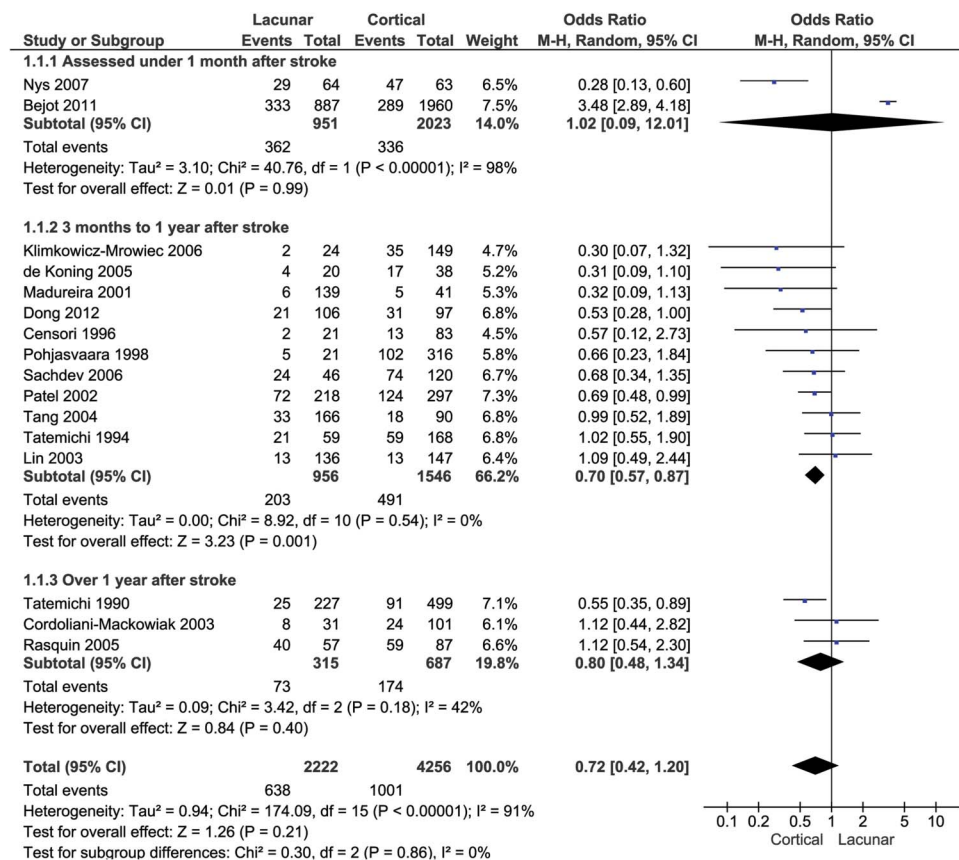 Lacunar Cortical Odds Ratio Odds Ratio
Study or Subgroup Events Total Events Total Weight M-H, Random, 95% CI M-H, Random, 95% CI
1.1.1 Assessed under 1 month after stroke
Nys 2007 29 64 47 63 6.5% 0.28 [0.13, 0.60]
Bejot 2011 333 887 289 1960 7.5% 3.48 [2.89, 4.18]
Subtotal (95% CI) 951 2023 14.0% 1.02 [0.09, 12.01]
Total events 362 336
Heterogeneity: Tau² = 3.10; Chi² = 40.76, df = 1 (P < 0.00001); I² = 98%
Test for overall effect: Z = 0.01 (P = 0.99)
1.1.2 3 months to 1 year after stroke
Klimkowicz-Mrowiec 2006 2 24 35 149 4.7% 0.30 [0.07, 1.32]
de Koning 2005 4 20 17 38 5.2% 0.31 [0.09, 1.10]
Madureira 2001 6 139 5 41 5.3% 0.32 [0.09, 1.13]
Dong 2012 21 106 31 97 6.8% 0.53 [0.28, 1.00]
Censori 1996 2 21 13 83 4.6% 0.57 [0.12, 2.73]
Pohjasvaara 1998 5 21 102 316 5.8% 0.66 [0.23, 1.84]
Sachdev 2006 24 46 74 120 6.7% 0.68 [0.34, 1.35]
Patel 2002 72 218 124 297 7.3% 0.69 [0.48, 0.99]
Tang 2004 33 166 18 90 6.8% 0.99 [0.52, 1.89]
Tatemichi 1994 21 59 59 168 6.8% 1.02 [0.55, 1.90]
Lin 2003 13 136 13 147 6.4% 1.09 [0.49, 2.44]
Subtotal (95% CI) 956 1546 66.2% 0.70 [0.57, 0.87]
Total events 203 491
Heterogeneity: Tau² = 0.00; Chi² = 8.92, df = 10 (P = 0.54); I² = 0%
Test for overall effect: Z = 3.23 (P = 0.001)
1.1.3 Over 1 year after stroke
Tatemichi 1990 25 227 91 499 7.1% 0.55 [0.35, 0.89]
Cordoliani-Mackowiak 2003 8 31 24 101 6.1% 1.12 [0.44, 2.82]
Rasquin 2005 40 57 59 87 6.6% 1.12 [0.54, 2.30]
Subtotal (95% CI) 315 687 19.8% 0.80 [0.48, 1.34]
Total events 73 174
Heterogeneity: Tau² = 0.09; Chi² = 3.42, df = 2 (P = 0.18); I² = 42%
Test for overall effect: Z = 0.84 (P = 0.40)
Total (95% CI) 2222 4256 100.0% 0.72 [0.42, 1.20]
Total events 638 1001
Heterogeneity: Tau² = 0.94; Chi² = 174.09, df = 15 (P < 0.00001); I² = 91%
Test for overall effect: Z = 1.26 (P = 0.21)
Test for subgroup differences: Chi² = 0.30, df = 2 (P = 0.86), I² = 0%
0.1 0.2 0.5 1 2 5 10
Cortical Lacunar